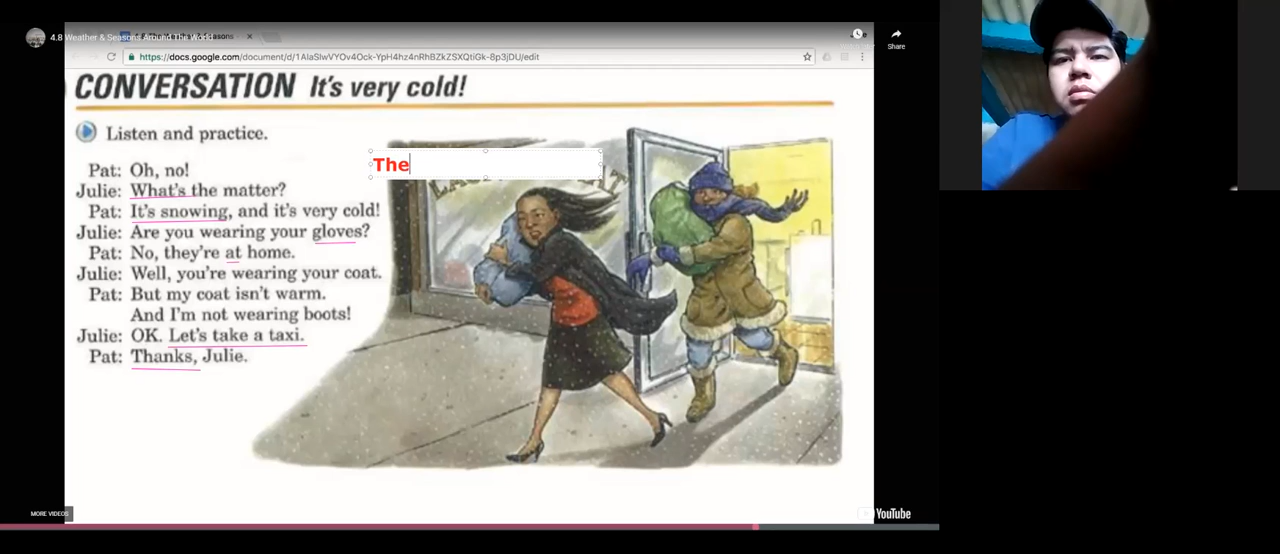 4.8 Weather & Seasons Around The World
Share
https://docs.google.com/document/d/1AlaSlwVYOv4Ock-YpH4hz4nRhBZkZSXQtiGk-8p3jDU/edit
CONVERSATION It's very cold!
Listen and practice.
The
Pat: Oh, no!
Julie: What's the matter?
Pat: It's snowing, and it's very cold!
Julie: Are you wearing your gloves?
Pat: No, they're at home.
Julie: Well, you're wearing your coat.
Pat: But my coat isn't warm.
And I'm not wearing boots!
Julie: OK. Let's take a taxi.
Pat: Thanks, Julie.
MORE VIDEOS
YouTube